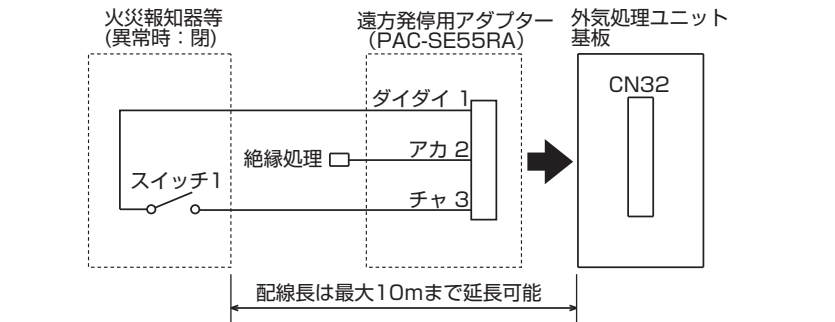 火災報知器等
(異常時：閉)
遠方発停用アダプター
(PAC-SE55RA)
外気処理ユニット
基板
CN32
ダイダイ 1
絶縁処理
アカ 2
スイッチ1
チャ 3
配線長は最大10mまで延長可能